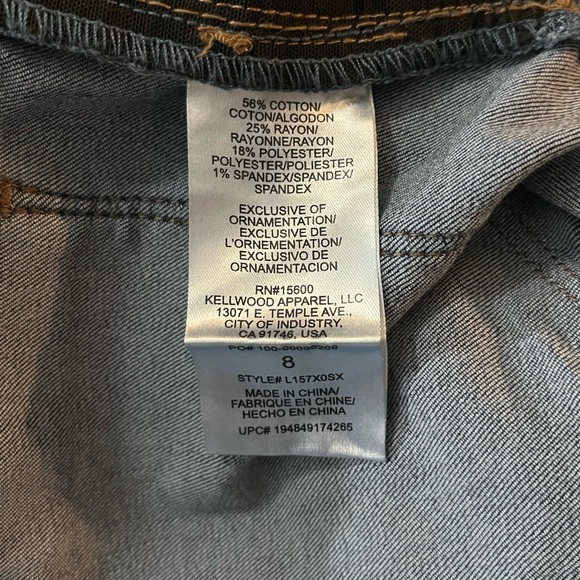 56% COTTON/
COTON/ALGODON
25% RAYON/
RAYONNE/RAYON
18% POLYESTER/
POLYESTER/POLIESTER
1% SPANDEX/SPANDEX/
SPANDEX
EXCLUSIVE OF
ORNAMENTATION/
EXCLUSIVE DE
L'ORNEMENTATION/
EXCLUSIVO DE
ORNAMENTACION
RN#15600
KELLWOOD APPAREL, LLC
13071 E. TEMPLE AVE.,
CITY OF INDUSTRY,
CA 91746, USA
PO#
8
STYLE# L157X0SX
MADE IN CHINA/
FABRIQUE EN CHINE/
HECHO EN CHINA
UPC# 194849174265